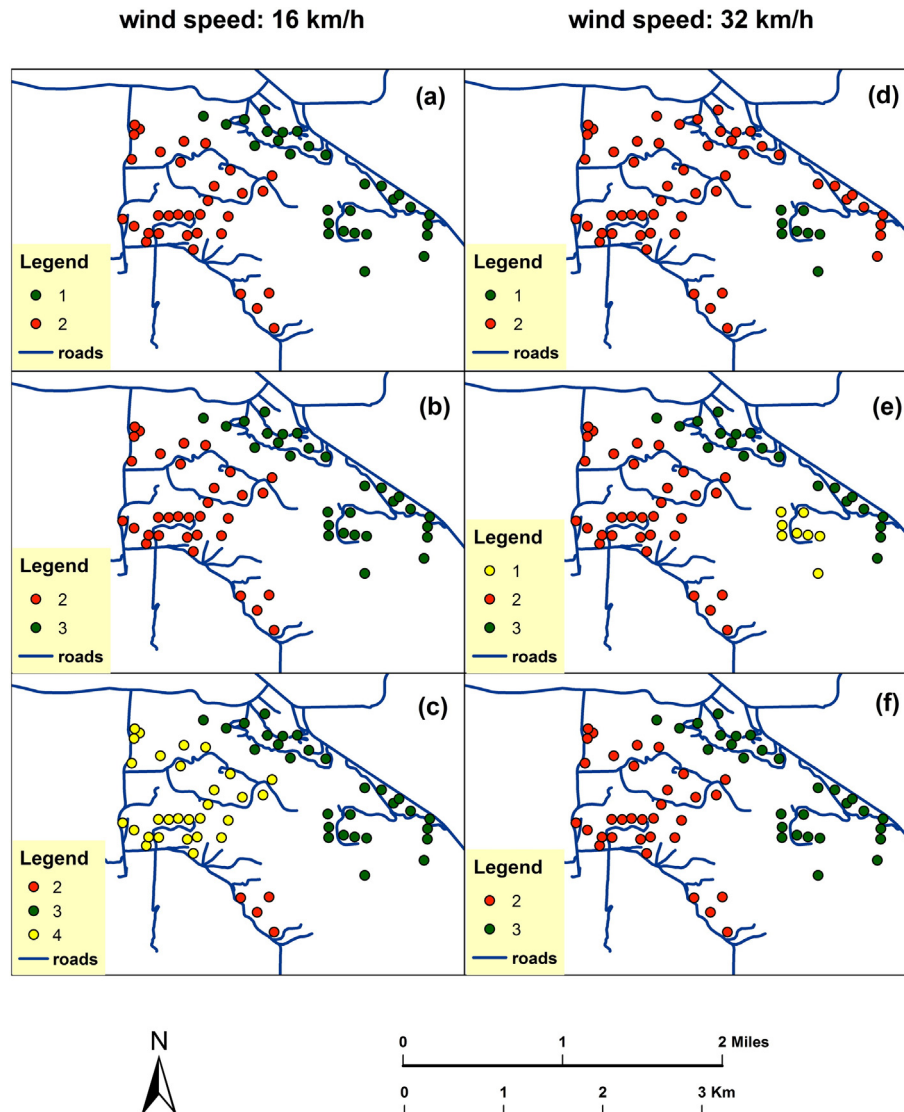 wind speed: 16 km/h
wind speed: 32 km/h
(a)
Legend
1
2
roads
(d)
Legend
1
2
roads
(b)
Legend
2
3
roads
(e)
Legend
1
2
3
roads
(c)
Legend
2
3
4
roads
(f)
Legend
2
3
roads
N
0 1 2 Miles
0 1 2 3 Km